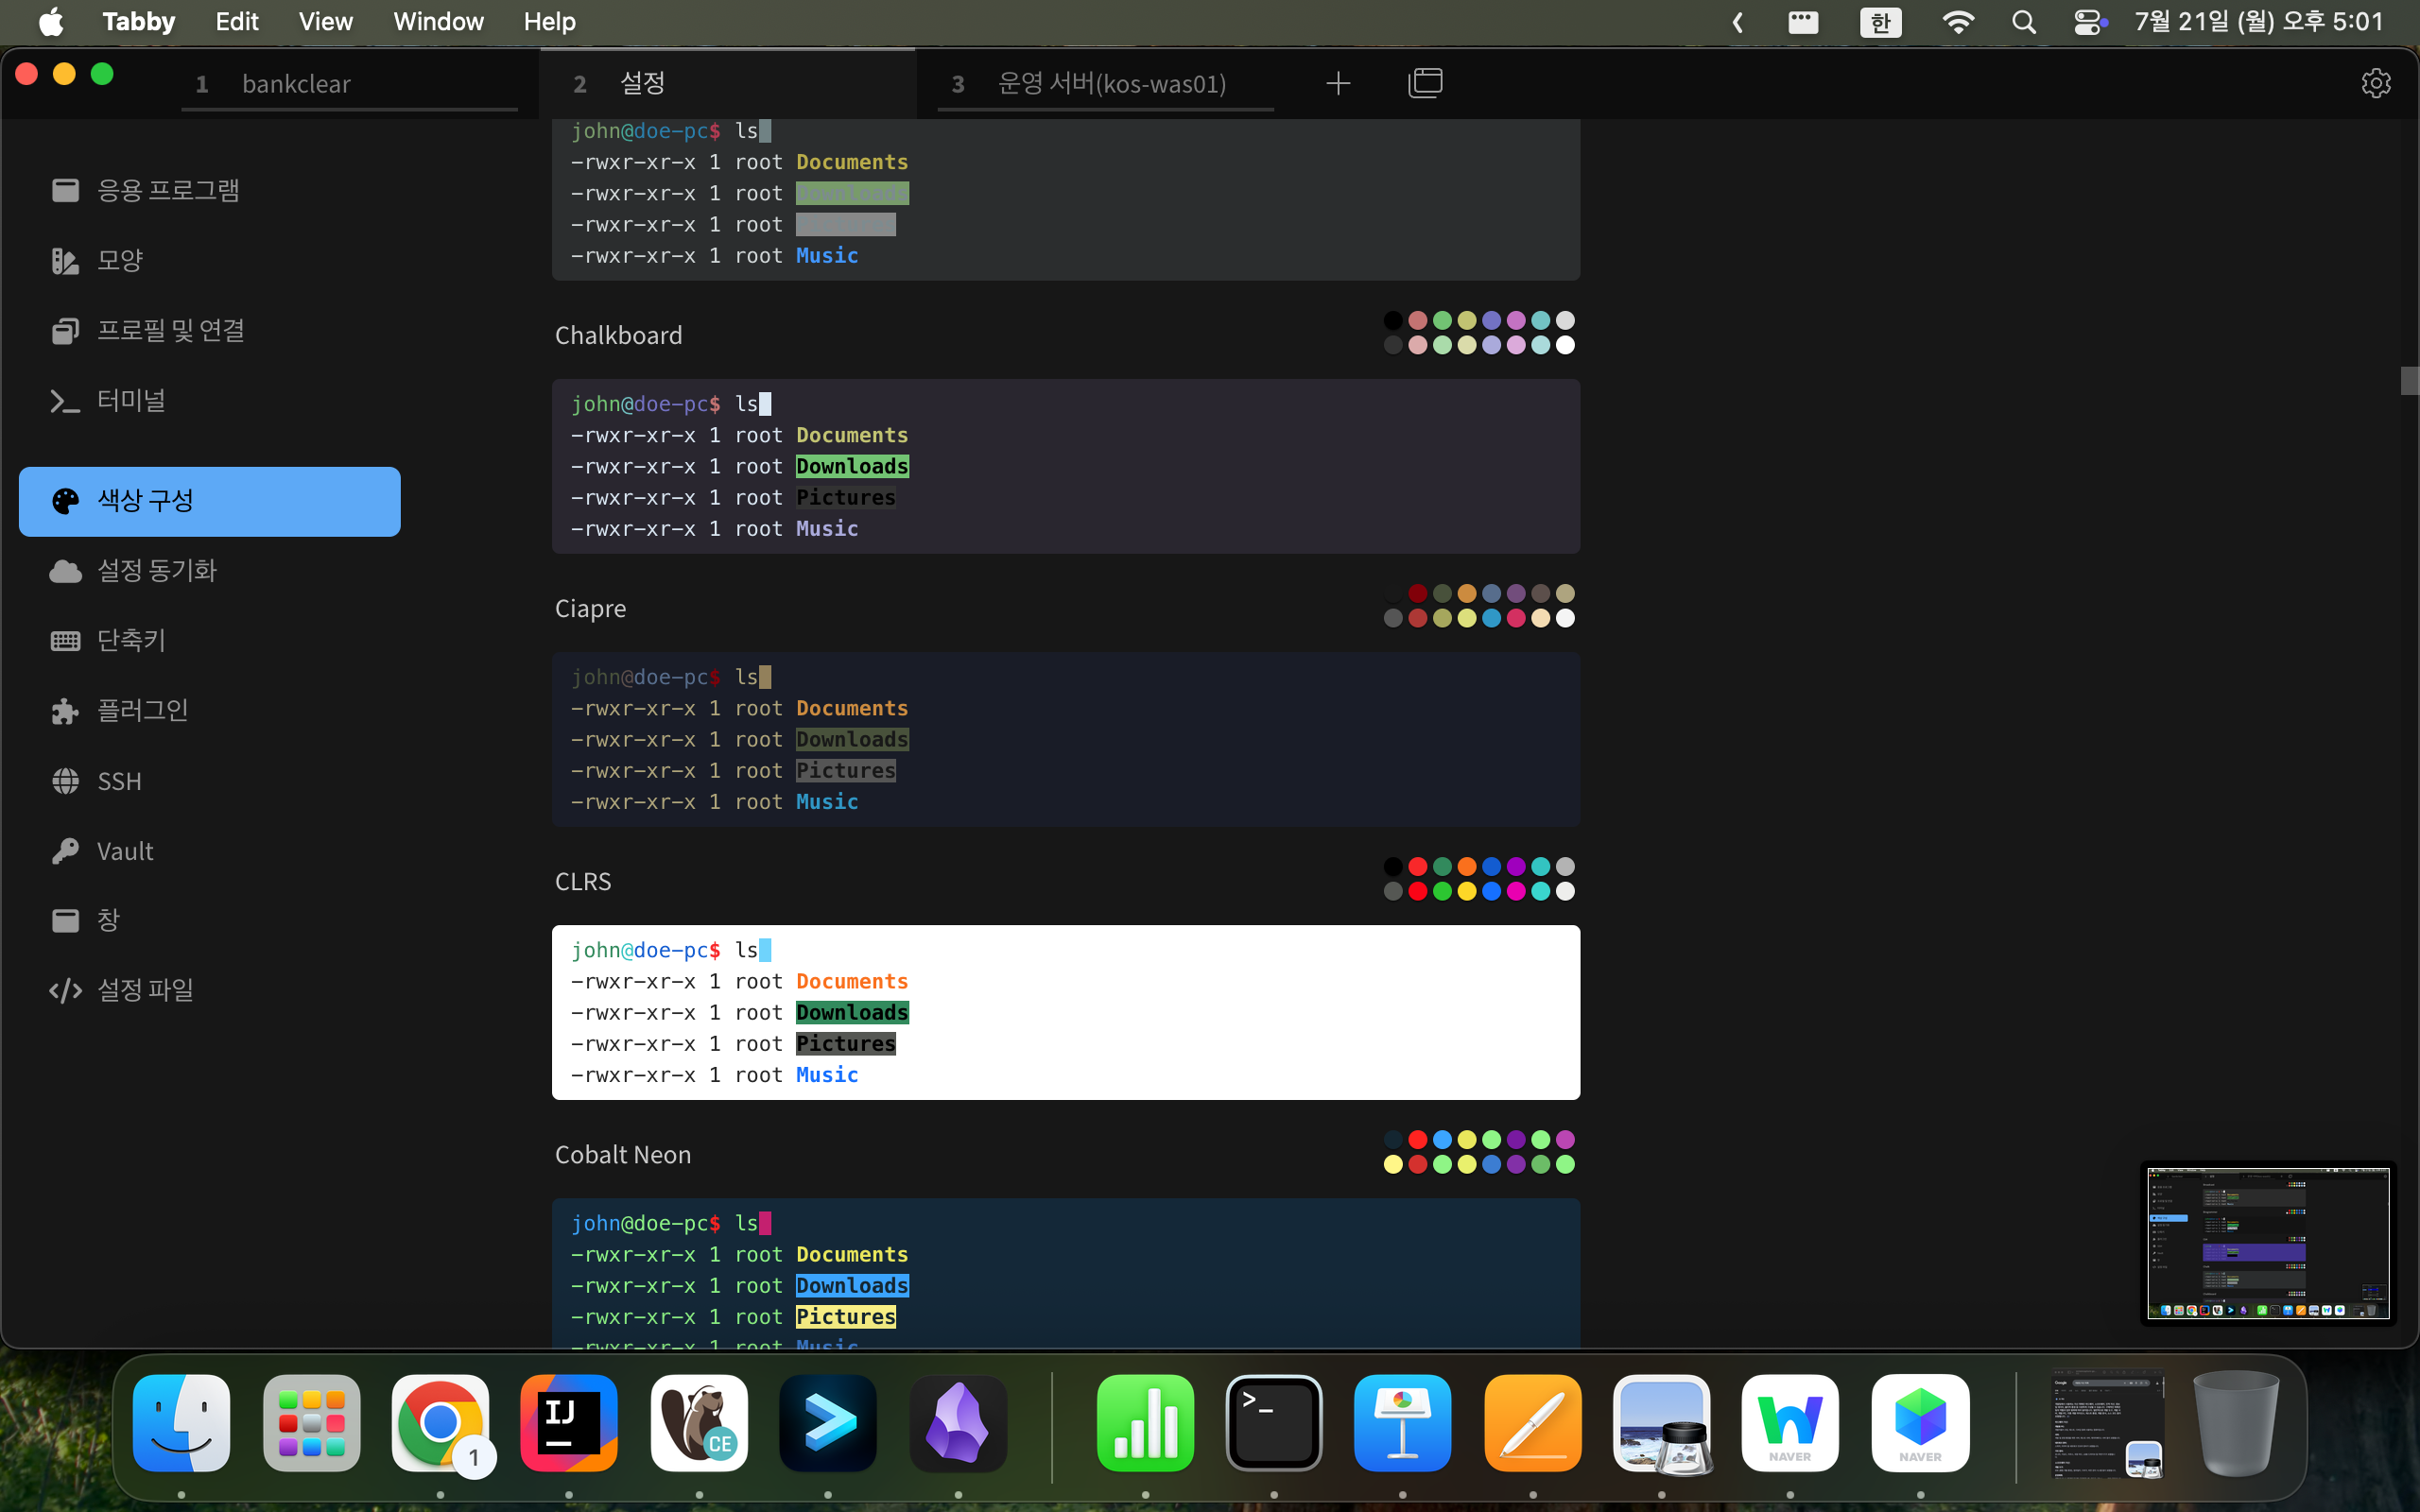 Tabby Edit View Window Help 한 7월 21일 (월) 오후 5:01
1 bankclear 2 설정 3 운영 서버(kos-was01)
응용 프로그램
모양
프로필 및 연결
터미널
색상 구성
설정 동기화
단축키
플러그인
SSH
Vault
창
설정 파일
john@doe-pc$ ls
-rwxr-xr-x 1 root Documents
-rwxr-xr-x 1 root Downloads
-rwxr-xr-x 1 root
-rwxr-xr-x 1 root Music
Chalkboard
john@doe-pc$ ls
-rwxr-xr-x 1 root Documents
-rwxr-xr-x 1 root Downloads
-rwxr-xr-x 1 root Pictures
-rwxr-xr-x 1 root Music
Ciapre
john@doe-pc$ ls
-rwxr-xr-x 1 root Documents
-rwxr-xr-x 1 root Downloads
-rwxr-xr-x 1 root Pictures
-rwxr-xr-x 1 root Music
CLRS
john@doe-pc$ ls
-rwxr-xr-x 1 root Documents
-rwxr-xr-x 1 root Downloads
-rwxr-xr-x 1 root Pictures
-rwxr-xr-x 1 root Music
Cobalt Neon
john@doe-pc$ ls
-rwxr-xr-x 1 root Documents
-rwxr-xr-x 1 root Downloads
-rwxr-xr-x 1 root Pictures
-rwxr-xr-x 1 root Music
1 IJ CE >_ NAVER NAVER